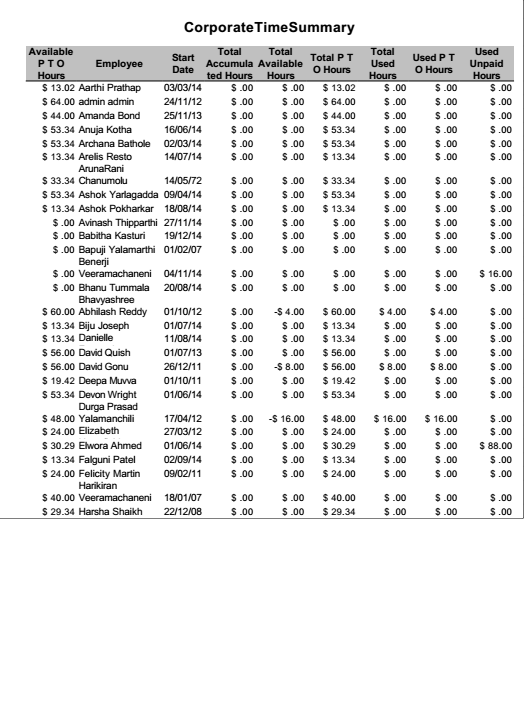 CorporateTimeSummary
Available P T O Hours Employee Start Date Total Accumula ted Hours Total Available Hours Total P T O Hours Total Used Hours Used P T O Hours Used Unpaid Hours
$ 13.02 Aarthi Prathap 03/03/14 $ .00 $ .00 $ 13.02 $ .00 $ .00 $ .00
$ 64.00 admin admin 24/11/12 $ .00 $ .00 $ 64.00 $ .00 $ .00 $ .00
$ 44.00 Amanda Bond 25/11/13 $ .00 $ .00 $ 44.00 $ .00 $ .00 $ .00
$ 53.34 Anuja Kotha 16/06/14 $ .00 $ .00 $ 53.34 $ .00 $ .00 $ .00
$ 53.34 Archana Bathole 02/03/14 $ .00 $ .00 $ 53.34 $ .00 $ .00 $ .00
$ 13.34 Arelis Resto 14/07/14 $ .00 $ .00 $ 13.34 $ .00 $ .00 $ .00
ArunaRani
$ 33.34 Chanumolu 14/05/72 $ .00 $ .00 $ 33.34 $ .00 $ .00 $ .00
$ 53.34 Ashok Yarlagadda 09/04/14 $ .00 $ .00 $ 53.34 $ .00 $ .00 $ .00
$ 13.34 Ashok Pokharkar 18/08/14 $ .00 $ .00 $ 13.34 $ .00 $ .00 $ .00
$ .00 Avinash Thipparthi 27/11/14 $ .00 $ .00 $ .00 $ .00 $ .00 $ .00
$ .00 Babitha Kasturi 19/12/14 $ .00 $ .00 $ .00 $ .00 $ .00 $ .00
$ .00 Bapuji Yalamarthi 01/02/07 $ .00 $ .00 $ .00 $ .00 $ .00 $ .00
Benerji
$ .00 Veeramachaneni 04/11/14 $ .00 $ .00 $ .00 $ .00 $ .00 $ 16.00
$ .00 Bhanu Tummala 20/08/14 $ .00 $ .00 $ .00 $ .00 $ .00 $ .00
Bhavyashree
$ 60.00 Abhilash Reddy 01/10/12 $ .00 -$ 4.00 $ 60.00 $ 4.00 $ 4.00 $ .00
$ 13.34 Biju Joseph 01/07/14 $ .00 $ .00 $ 13.34 $ .00 $ .00 $ .00
$ 13.34 Danielle 11/08/14 $ .00 $ .00 $ 13.34 $ .00 $ .00 $ .00
$ 56.00 David Quish 01/07/13 $ .00 $ .00 $ 56.00 $ .00 $ .00 $ .00
$ 56.00 David Gonu 26/12/11 $ .00 -$ 8.00 $ 56.00 $ 8.00 $ 8.00 $ .00
$ 19.42 Deepa Muvva 01/10/11 $ .00 $ .00 $ 19.42 $ .00 $ .00 $ .00
$ 53.34 Devon Wright 01/06/14 $ .00 $ .00 $ 53.34 $ .00 $ .00 $ .00
Durga Prasad
$ 48.00 Yalamanchili 17/04/12 $ .00 -$ 16.00 $ 48.00 $ 16.00 $ 16.00 $ .00
$ 24.00 Elizabeth 27/03/12 $ .00 $ .00 $ 24.00 $ .00 $ .00 $ .00
$ 30.29 Elwora Ahmed 01/06/14 $ .00 $ .00 $ 30.29 $ .00 $ .00 $ 88.00
$ 13.34 Falguni Patel 02/09/14 $ .00 $ .00 $ 13.34 $ .00 $ .00 $ .00
$ 24.00 Felicity Martin 09/02/11 $ .00 $ .00 $ 24.00 $ .00 $ .00 $ .00
Harikiran
$ 40.00 Veeramachaneni 18/01/07 $ .00 $ .00 $ 40.00 $ .00 $ .00 $ .00
$ 29.34 Harsha Shaikh 22/12/08 $ .00 $ .00 $ 29.34 $ .00 $ .00 $ .00